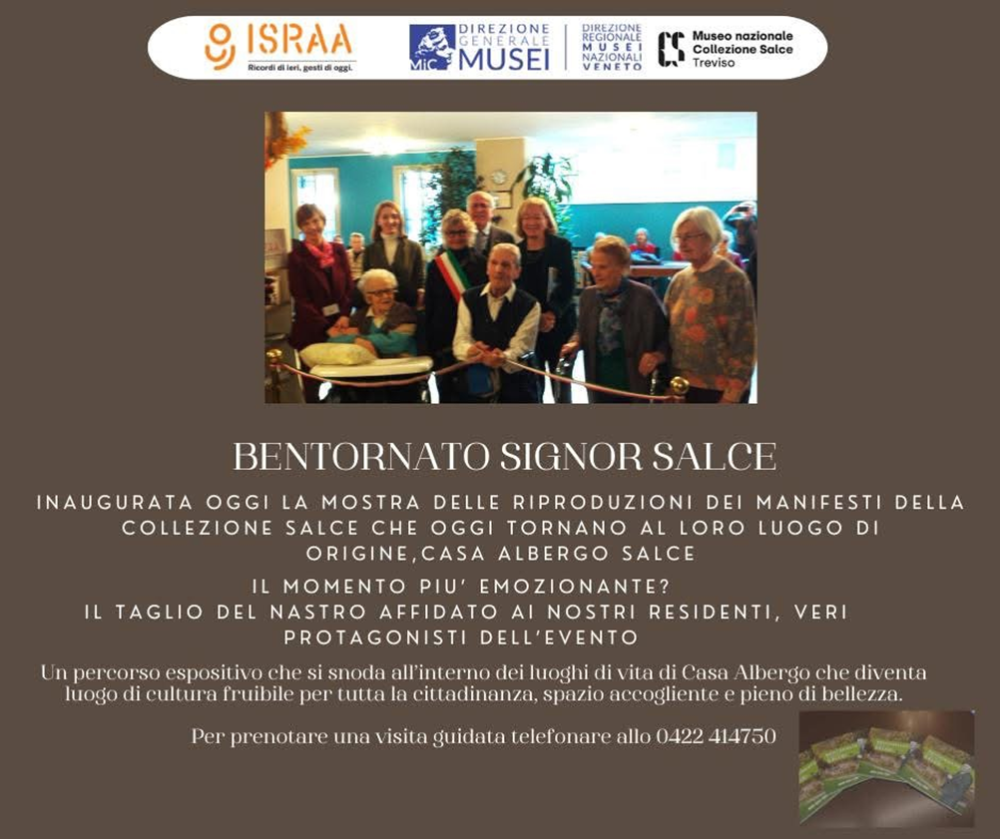 ISRAA
Ricordi di ieri, gesti di oggi.
MiC
DIREZIONE
GENERALE
MUSEI
DIREZIONE
REGIONALE
MUSEI
NAZIONALI
VENETO
CS
Museo nazionale
Collezione Salce
Treviso
BENTORNATO SIGNOR SALCE
INAUGURATA OGGI LA MOSTRA DELLE RIPRODUZIONI DEI MANIFESTI DELLA
COLLEZIONE SALCE CHE OGGI TORNANO AL LORO LUOGO DI
ORIGINE,CASA ALBERGO SALCE
IL MOMENTO PIU' EMOZIONANTE?
IL TAGLIO DEL NASTRO AFFIDATO AI NOSTRI RESIDENTI, VERI
PROTAGONISTI DELL'EVENTO
Un percorso espositivo che si snoda all'interno dei luoghi di vita di Casa Albergo che diventa
luogo di cultura fruibile per tutta la cittadinanza, spazio accogliente e pieno di bellezza.
Per prenotare una visita guidata telefonare allo 0422 414750